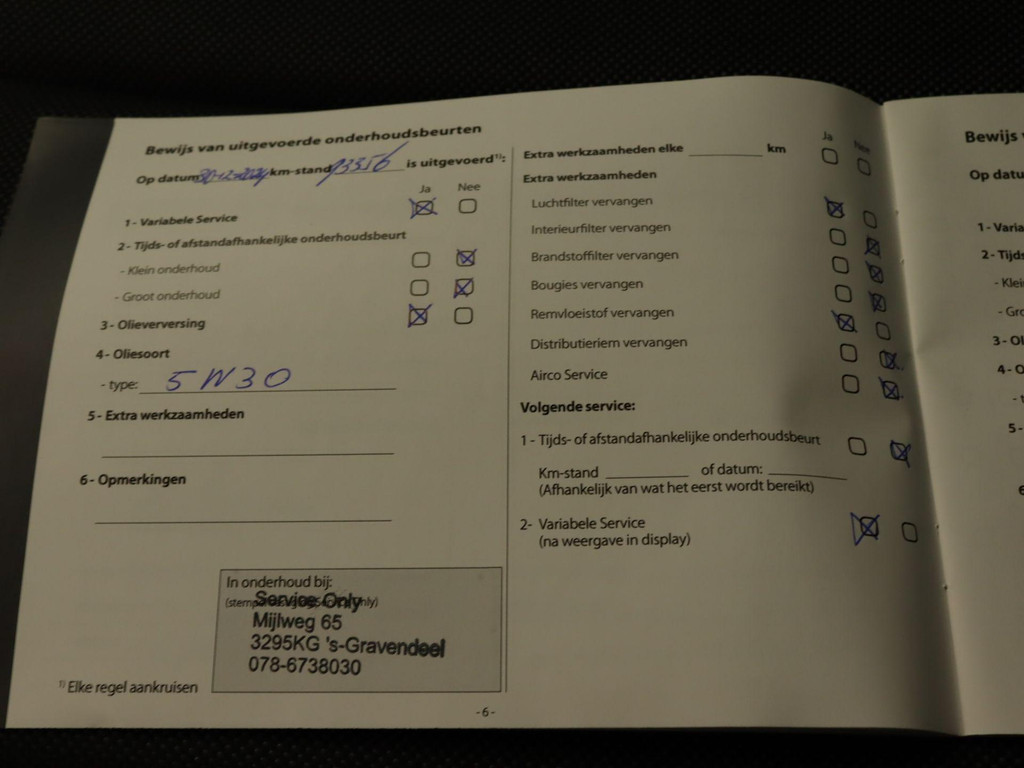 Bewijs van uitgevoerde onderhoudsbeurten
Op datum km-stand 93356 is uitgevoerd¹⁾:
Ja Nee
1 - Variabele Service
2 - Tijds- of afstandafhankelijke onderhoudsbeurt
- Klein onderhoud
- Groot onderhoud
3 - Olieverversing
4 - Oliesoort
- type: 5W30
5 - Extra werkzaamheden
6 - Opmerkingen
In onderhoud bij:
Service Only
Mijlweg 65
3295KG 's-Gravendeel
078-6738030
¹⁾ Elke regel aankruisen
Ja Nee
Extra werkzaamheden elke km
Extra werkzaamheden
Luchtfilter vervangen
Interieurfilter vervangen
Brandstoffilter vervangen
Bougies vervangen
Remvloeistof vervangen
Distributieriem vervangen
Airco Service
Volgende service:
1 - Tijds- of afstandafhankelijke onderhoudsbeurt
Km-stand of datum:
(Afhankelijk van wat het eerst wordt bereikt)
2- Variabele Service
(na weergave in display)
- 6 -
Bewijs
Op datu
1 - Varia
2 - Tijds
- Klei
- Gro
3 - Ol
4 - O
5 -
6